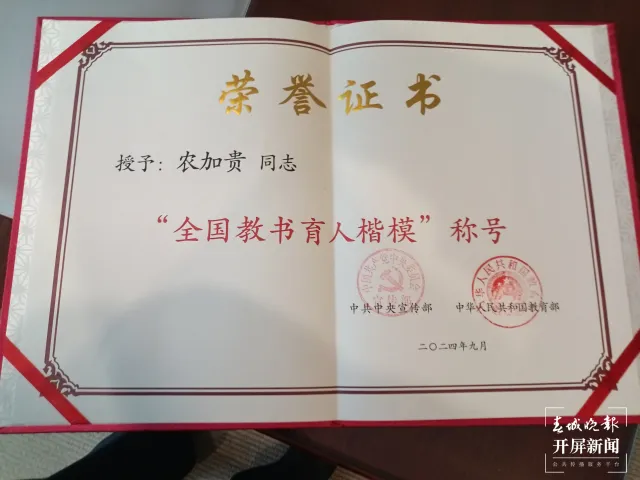 荣誉证书
授予：农加贵 同志
“全国教书育人楷模”称号
中共中央宣传部 中华人民共和国教育部
二〇二四年九月
春城晚报
开屏新闻